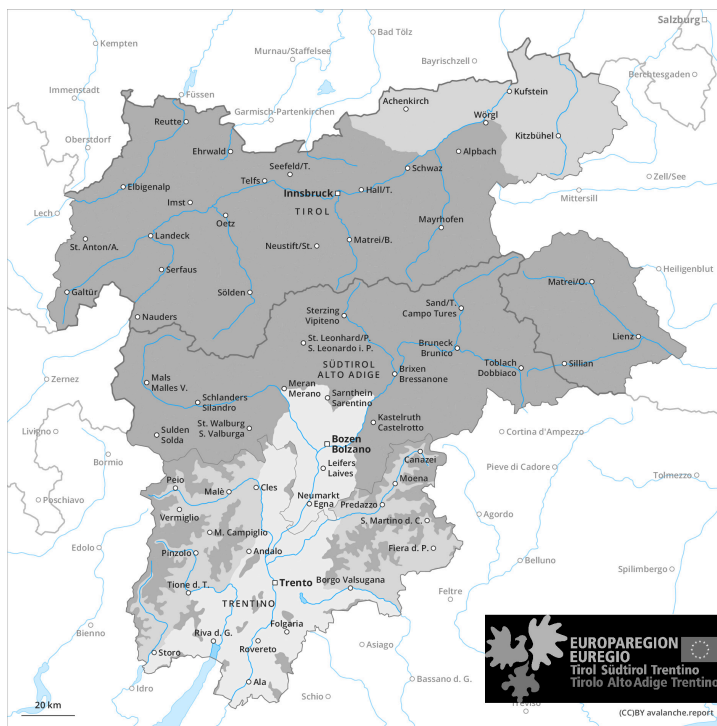 Salzburg
Kempten
Bad Tölz
Murnau/Staffelsee
Bayrischzell
Berchtesgaden
Immenstadt
Füssen
Garmisch-Partenkirchen
Achenkirch
Kufstein
Reutte
Wörgl
Oberstdorf
Ehrwald
Kitzbühel
Alpbach
Seefeld/T.
Schwaz
Zell/See
Telfs
Elbigenalp
Innsbruck
Hall/T.
Mittersill
Imst
TIROL
Lech
Oetz
Mayrhofen
Landeck
St. Anton/A.
Neustift/St.
Matrei/B.
Serfaus
Heiligenblut
Matrei/O.
Galtür
Sölden
Nauders
Sterzing
Vipiteno
Sand/T.
Campo Tures
St. Leonhard/P.
S. Leonardo i. P.
Bruneck
Brunico
Lienz
SÜDTIROL
ALTO ADIGE
Toblach
Dobbiaco
Sillian
Zernez
Mals
Malles V.
Meran
Merano
Brixen
Bressanone
Schlanders
Silandro
Sarnthein
Sarentino
St. Walburg
S. Valburga
Kastelruth
Castelrotto
Livigno
Sulden
Solda
Bozen
Bolzano
Cortina d'Ampezzo
Bormio
Canazei
Leifers
Laives
Pieve di Cadore
Tolmezzo
Peio
Malè
Cles
Moena
Poschiavo
Neumarkt
Egna
Predazzo
Vermiglio
Agordo
S. Martino d. C.
M. Campiglio
Edolo
Pinzolo
Andalo
Fiera d. P.
Belluno
Spilimbergo
Tione d. T.
Trento
Borgo Valsugana
Feltre
TRENTINO
Bienno
Folgaria
Riva d. G.
Rovereto
Asiago
Storo
EUROPAREGION
EUREGIO
Tirol Südtirol Trentino
Tirolo Alto Adige Trentino
Ala
Bassano d. G.
Idro
Schio
Treviso
20 km
(CC)BY avalanche.report